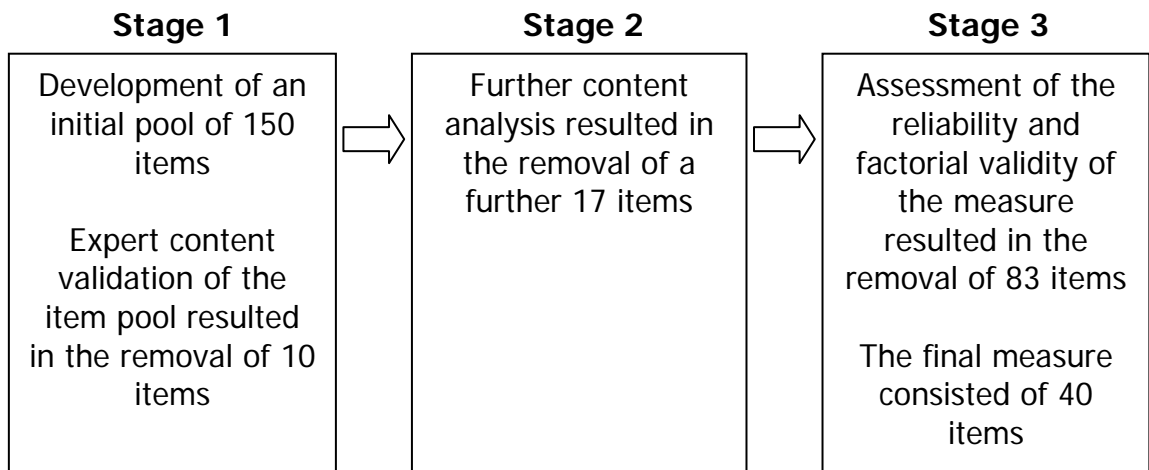 Stage 1
Development of an
initial pool of 150
items
Expert content
validation of the
item pool resulted
in the removal of 10
items
Stage 2
Further content
analysis resulted in
the removal of a
further 17 items
Stage 3
Assessment of the
reliability and
factorial validity of
the measure
resulted in the
removal of 83 items
The final measure
consisted of 40
items